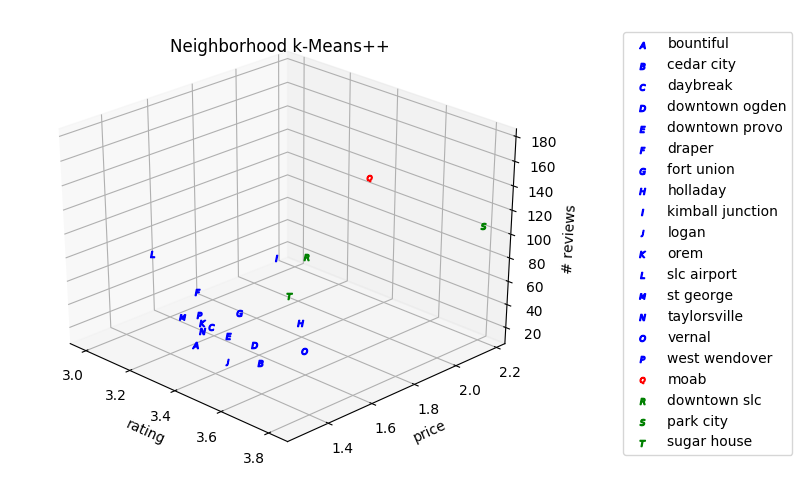 Neighborhood k-Means++
A bountiful
B cedar city
C daybreak
D downtown ogden
E downtown provo
F draper
G fort union
H holladay
I kimball junction
J logan
K orem
L slc airport
M st george
N taylorsville
O vernal
P west wendover
Q moab
R downtown slc
S park city
T sugar house
180
160
140
120
100
80
60
40
20
# reviews
Q
S
L
I
R
F
T
M
P
G
K
C
H
N
E
A
D
O
J
B
3.0
3.2
3.4
3.6
3.8
rating
1.4
1.6
1.8
2.0
2.2
price